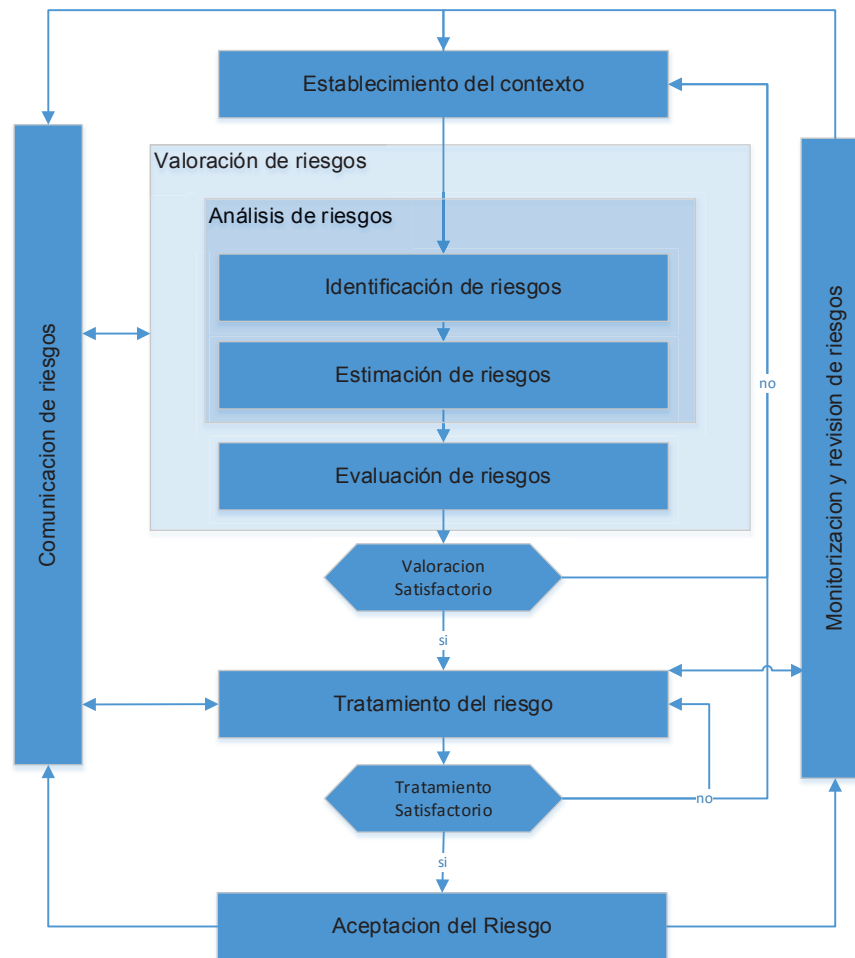 Establecimiento del contexto
Valoración de riesgos
Análisis de riesgos
Identificación de riesgos
Estimación de riesgos
Evaluación de riesgos
Comunicacion de riesgos
Monitorizacion y revision de riesgos
no
Valoracion
Satisfactorio
si
Tratamiento del riesgo
Tratamiento
Satisfactorio
no
si
Aceptacion del Riesgo